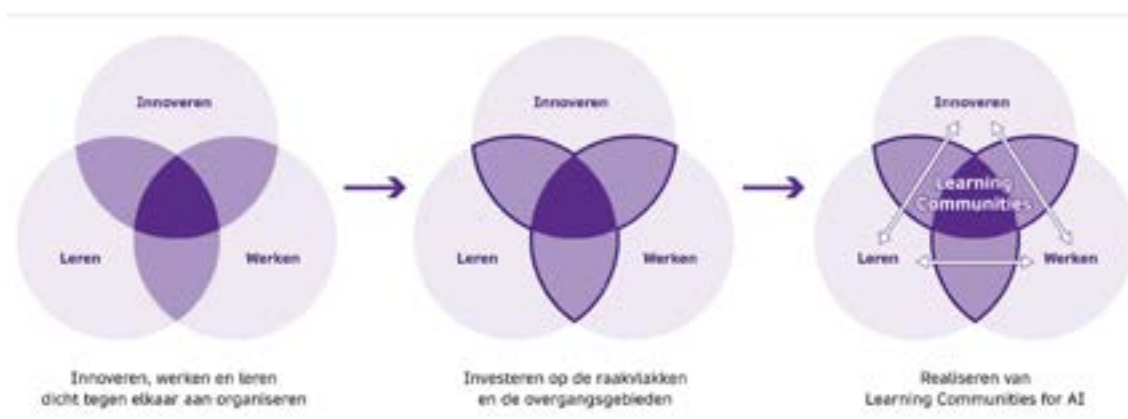 Innoveren
Leren
Werken
Innoveren, werken en leren
dicht tegen elkaar aan organiseren
Innoveren
Leren
Werken
Investeren op de raakvlakken
en de overgangsgebieden
Innoveren
Learning
Communities
Leren
Werken
Realiseren van
Learning Communities for AI